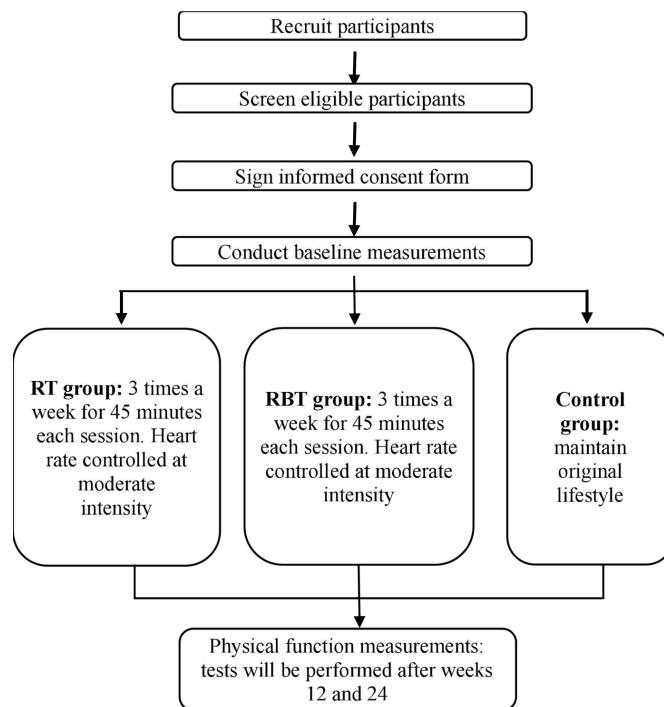 Recruit participants
Screen eligible participants
Sign informed consent form
Conduct baseline measurements
RT group: 3 times a
week for 45 minutes
each session. Heart
rate controlled at
moderate
intensity
RBT group: 3 times a
week for 45 minutes
each session. Heart rate
controlled at moderate
intensity
Control
group:
maintain
original
lifestyle
Physical function measurements:
tests will be performed after weeks
12 and 24